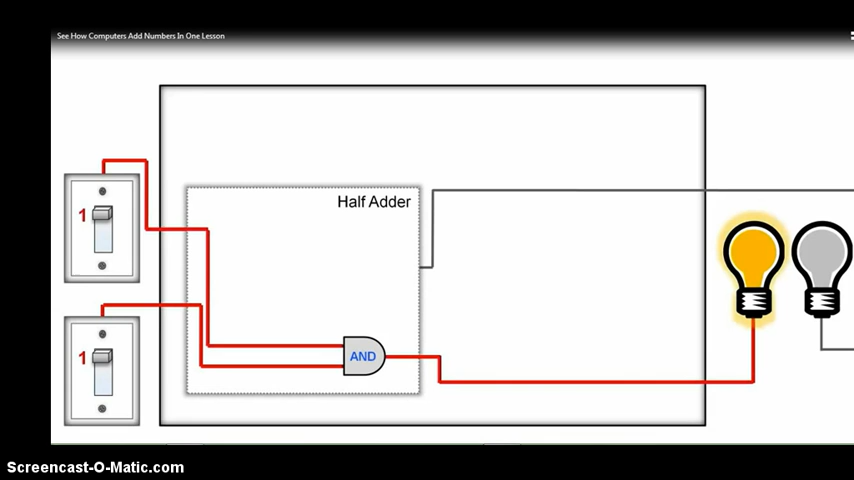 See How Computers Add Numbers In One Lesson
Half Adder
1
1
AND
Screencast-O-Matic.com